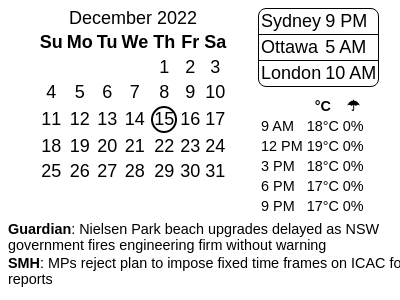 December 2022
Su Mo Tu We Th Fr Sa
1 2 3
4 5 6 7 8 9 10
11 12 13 14 15 16 17
18 19 20 21 22 23 24
25 26 27 28 29 30 31
Sydney 9 PM
Ottawa 5 AM
London 10 AM
°C ☂
9 AM 18°C 0%
12 PM 19°C 0%
3 PM 18°C 0%
6 PM 17°C 0%
9 PM 17°C 0%
Guardian: Nielsen Park beach upgrades delayed as NSW
government fires engineering firm without warning
SMH: MPs reject plan to impose fixed time frames on ICAC fo
reports